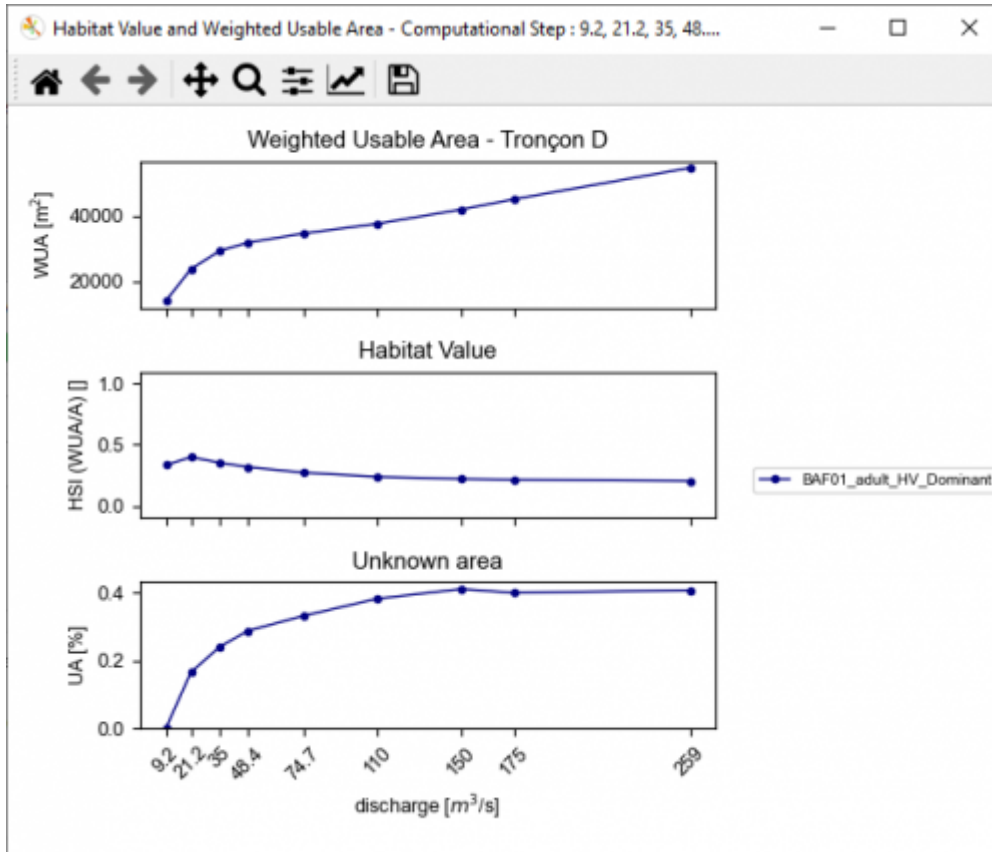 Habitat Value and Weighted Usable Area - Computational Step : 9.2, 21.2, 35, 48....
Weighted Usable Area - Tronçon D
WUA [m²]
40000
20000
Habitat Value
HSI (WUA/A) []
1.0
0.5
0.0
BAF01_adult_HV_Dominant
Unknown area
UA [%]
0.4
0.2
0.0
9.2 21.2 35 48.4 74.7 110 150 175 259
discharge [m³/s]